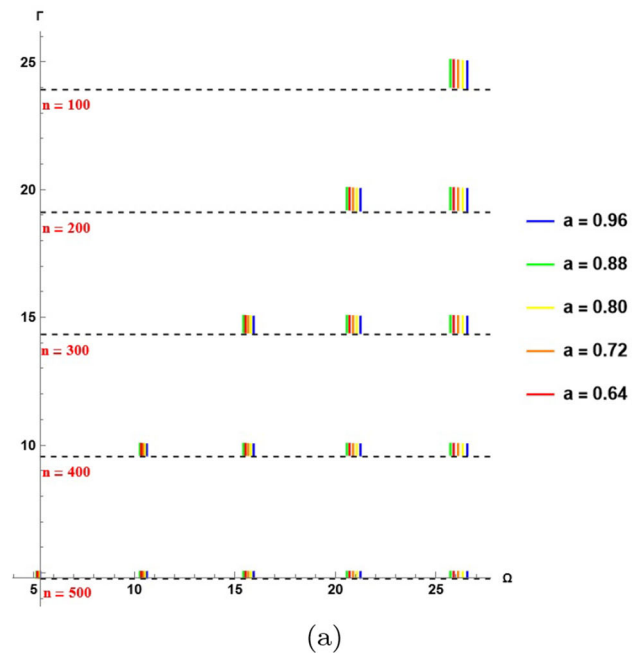 Γ
25
n = 100
20
n = 200
a = 0.96
a = 0.88
15
a = 0.80
n = 300
a = 0.72
a = 0.64
10
n = 400
Ω
5 10 15 20 25
n = 500
(a)